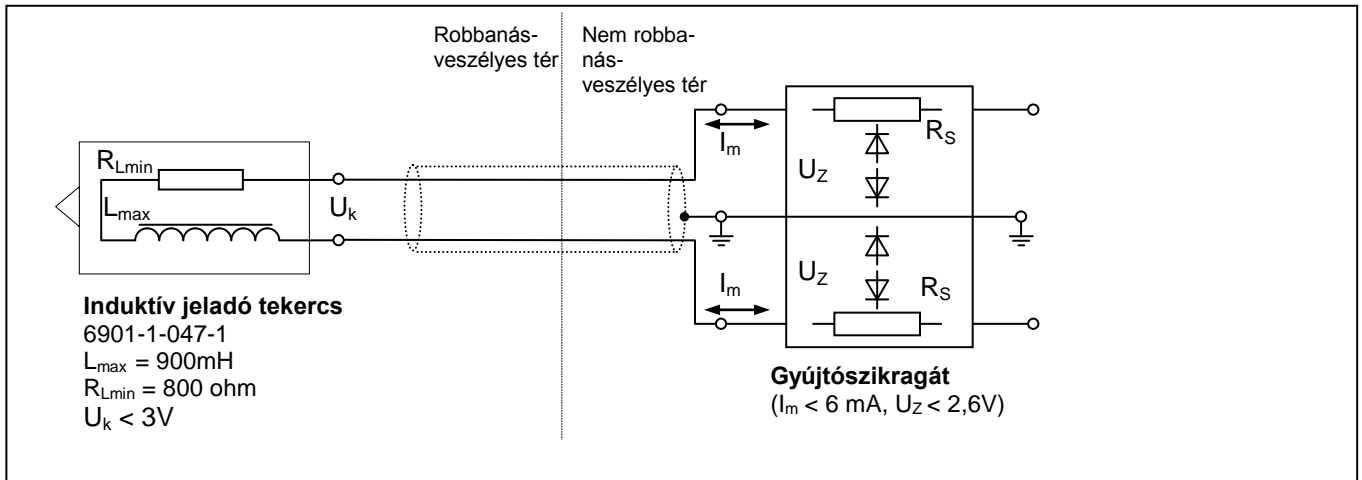 Robbanás-
veszélyes tér
Nem robba-
nás-
veszélyes tér
RLmin
Lmax
Uk
Im
RS
UZ
UZ
Im
RS
Induktív jeladó tekercs
6901-1-047-1
Lmax = 900mH
RLmin = 800 ohm
Uk < 3V
Gyújtószikragát
(Im < 6 mA, UZ < 2,6V)